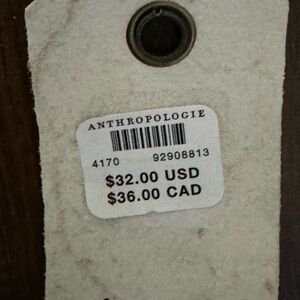 ANTHROPOLOGIE
4170 92908813
$32.00 USD
$36.00 CAD